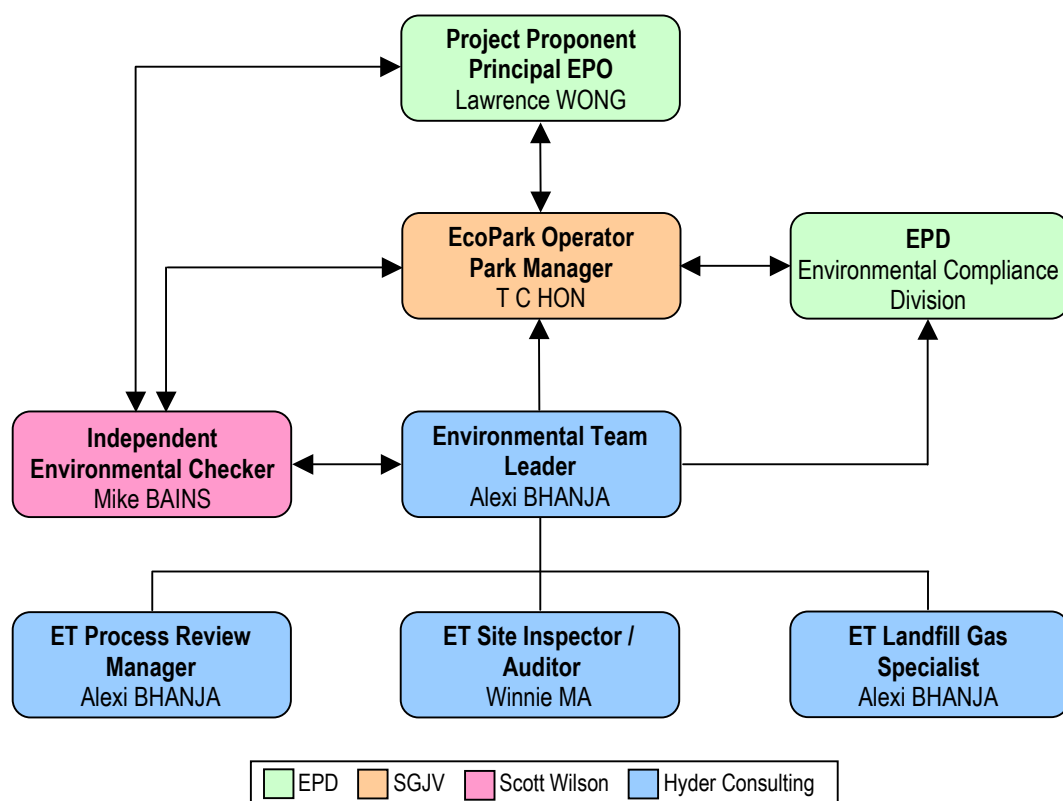 Project Proponent
Principal EPO
Lawrence WONG
EcoPark Operator
Park Manager
T C HON
EPD
Environmental Compliance
Division
Independent
Environmental Checker
Mike BAINS
Environmental Team
Leader
Alexi BHANJA
ET Process Review
Manager
Alexi BHANJA
ET Site Inspector /
Auditor
Winnie MA
ET Landfill Gas
Specialist
Alexi BHANJA
EPD SGJV Scott Wilson Hyder Consulting